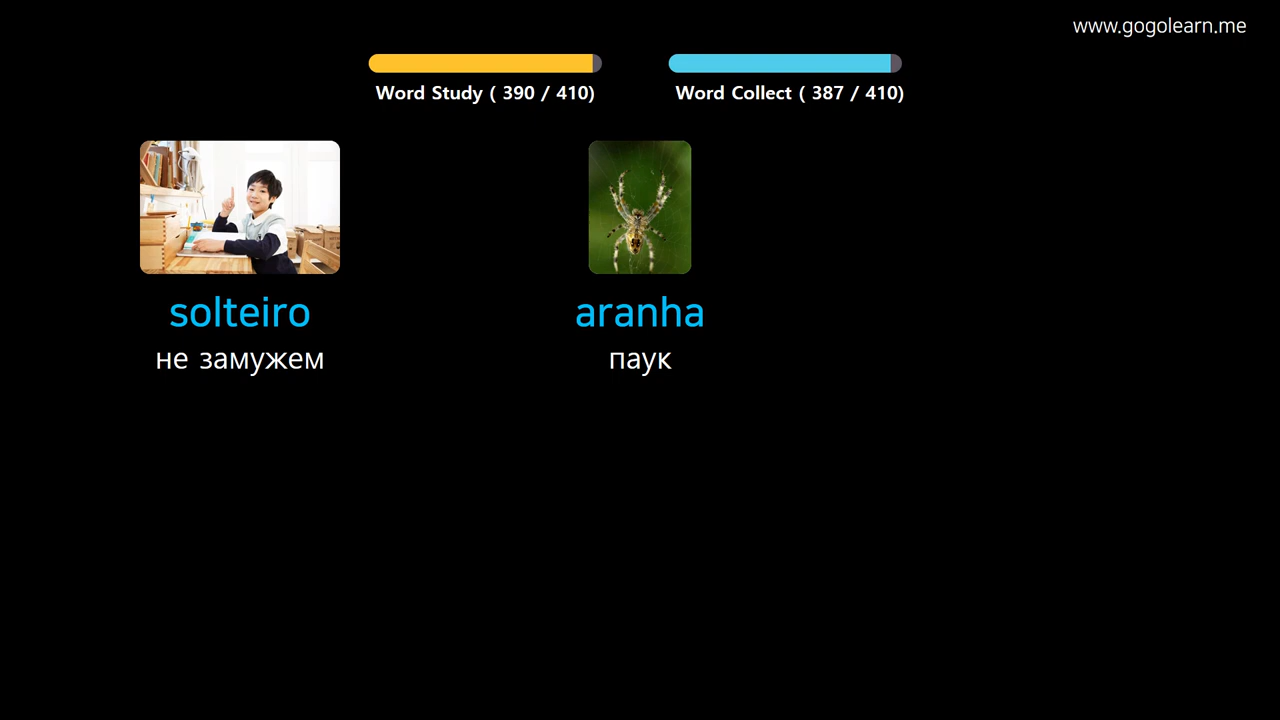 www.gogolearn.me
Word Study ( 390 / 410)
Word Collect ( 387 / 410)
solteiro
не замужем
aranha
паук